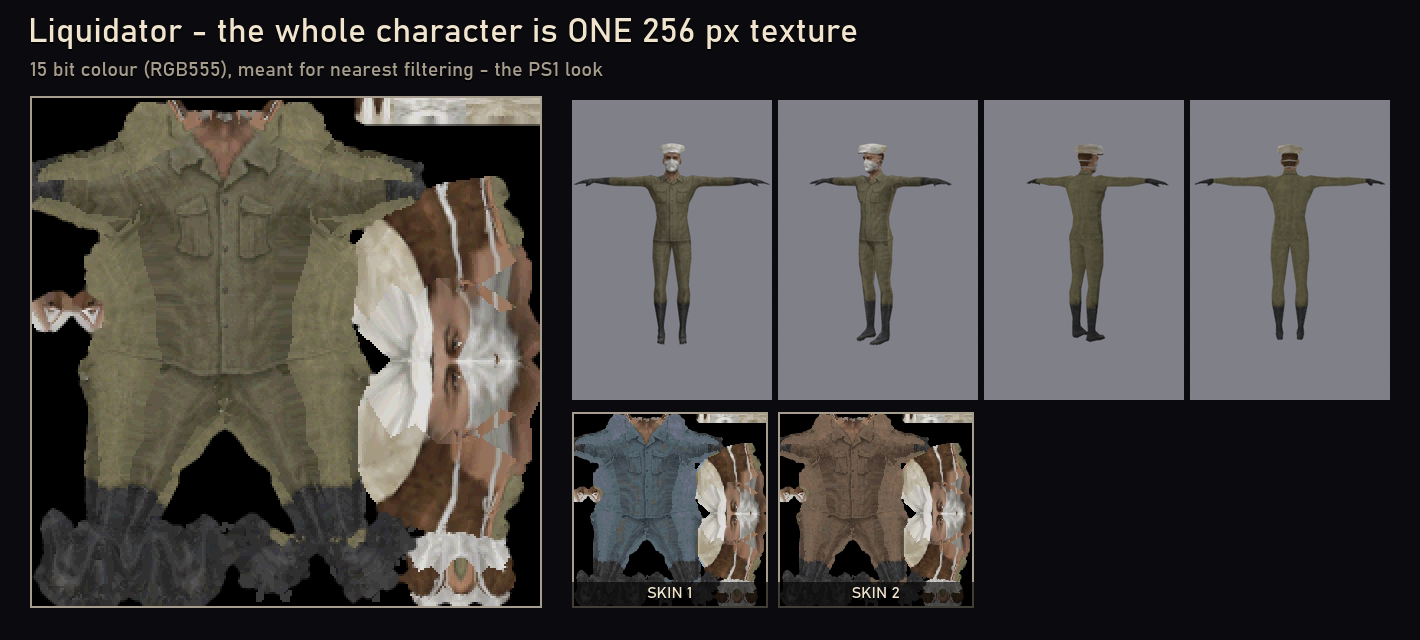 Liquidator - the whole character is ONE 256 px texture
15 bit colour (RGB555), meant for nearest filtering - the PS1 look
SKIN 1
SKIN 2